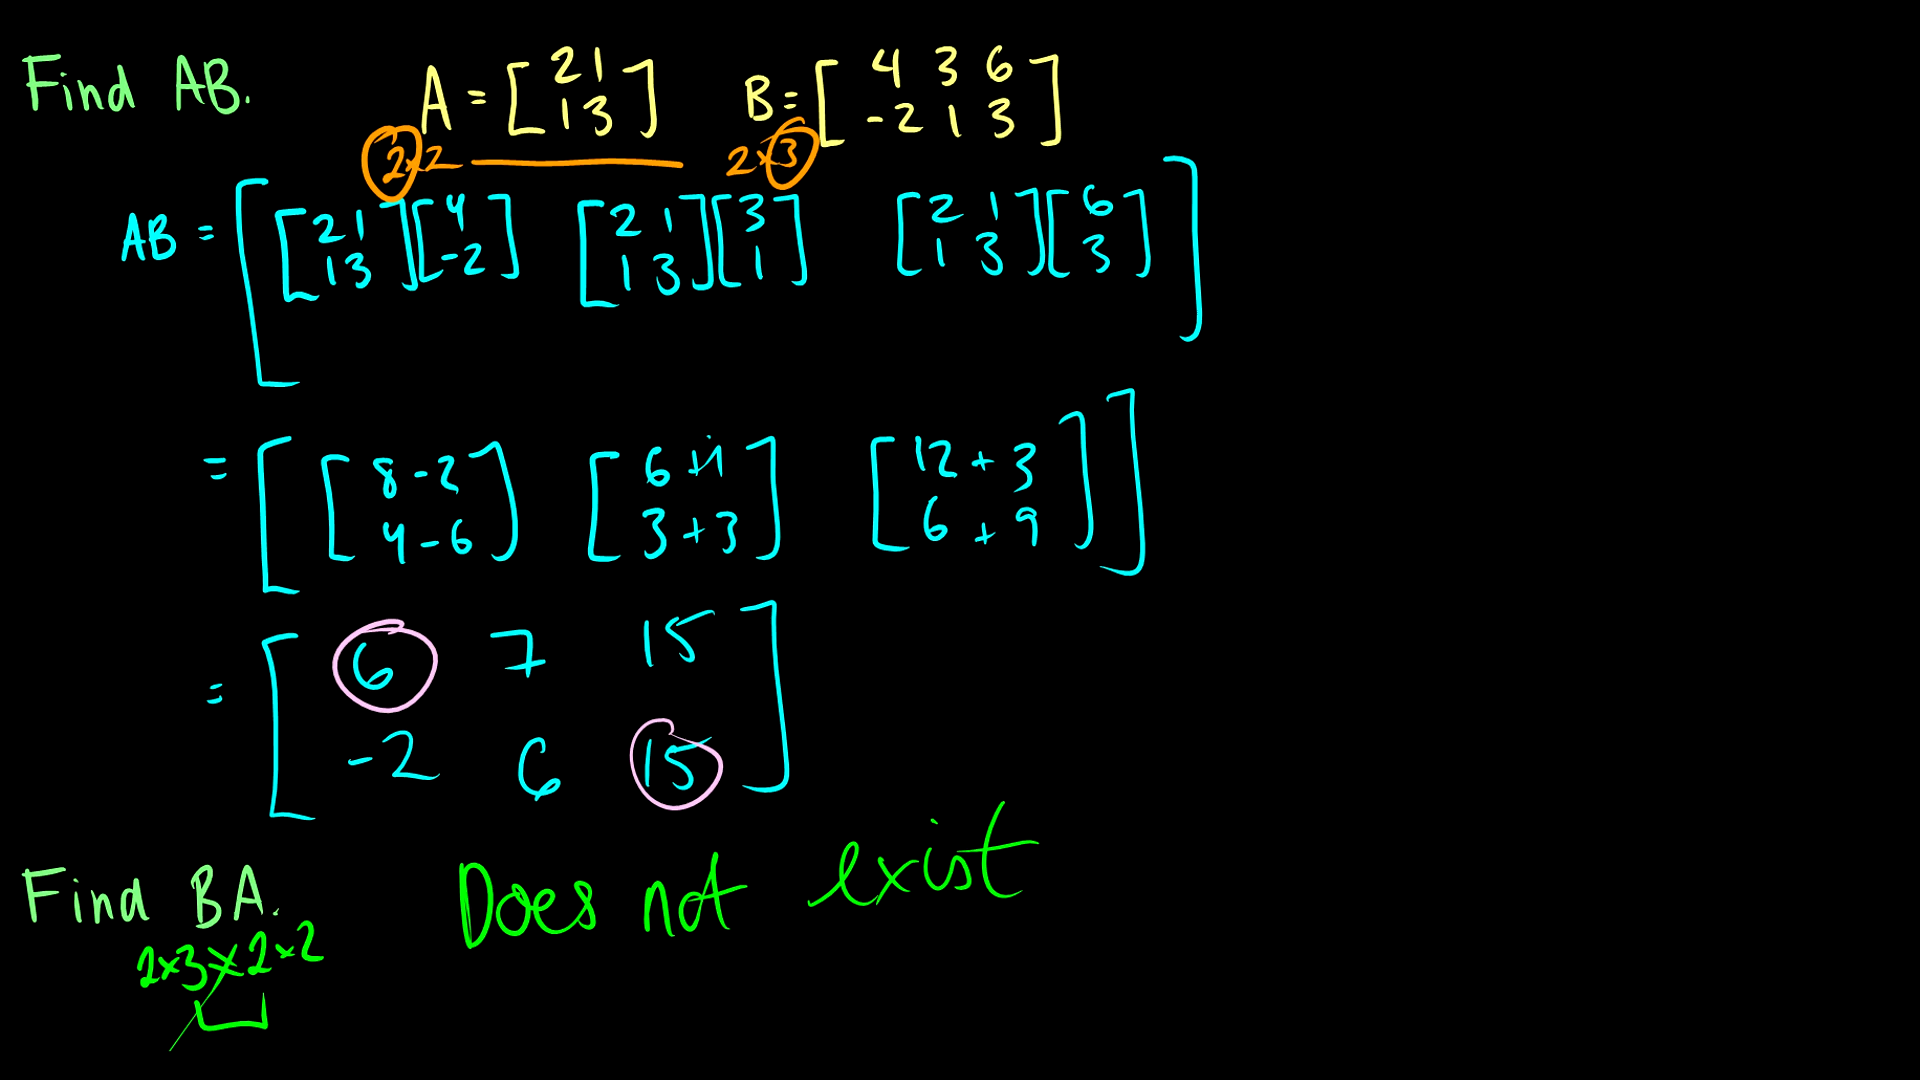 Find AB. A = [2 1 B = [4 3 6
1 3] -2 1 3]
2×2 2×3
AB = [[2 1 [4 [2 1 [3 [2 1 [6
1 3] -2] 1 3] 1] 1 3] 3]]
= [[8-2 [6+1 [12+3
4-6] 3+3] 6+9]]
= [6 7 15
-2 6 15]
Find BA. Does not exist
2×3 × 2×2